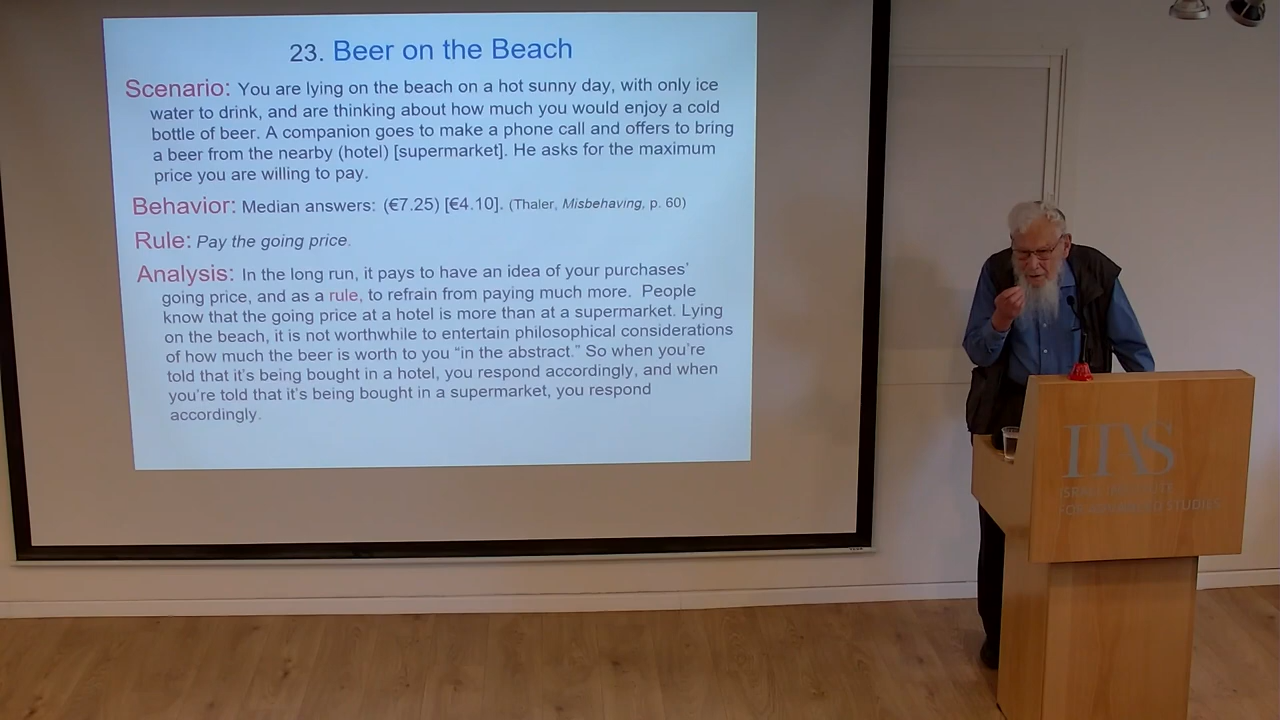 23. Beer on the Beach
Scenario: You are lying on the beach on a hot sunny day, with only ice
water to drink, and are thinking about how much you would enjoy a cold
bottle of beer. A companion goes to make a phone call and offers to bring
a beer from the nearby (hotel) [supermarket]. He asks for the maximum
price you are willing to pay.
Behavior: Median answers: (€7.25) [€4.10]. (Thaler, Misbehaving, p. 60)
Rule: Pay the going price.
Analysis: In the long run, it pays to have an idea of your purchases'
going price, and as a rule, to refrain from paying much more. People
know that the going price at a hotel is more than at a supermarket. Lying
on the beach, it is not worthwhile to entertain philosophical considerations
of how much the beer is worth to you “in the abstract.” So when you're
told that it's being bought in a hotel, you respond accordingly, and when
you're told that it's being bought in a supermarket, you respond
accordingly.
IIAS
ISRAEL INSTITUTE
FOR ADVANCED STUDIES